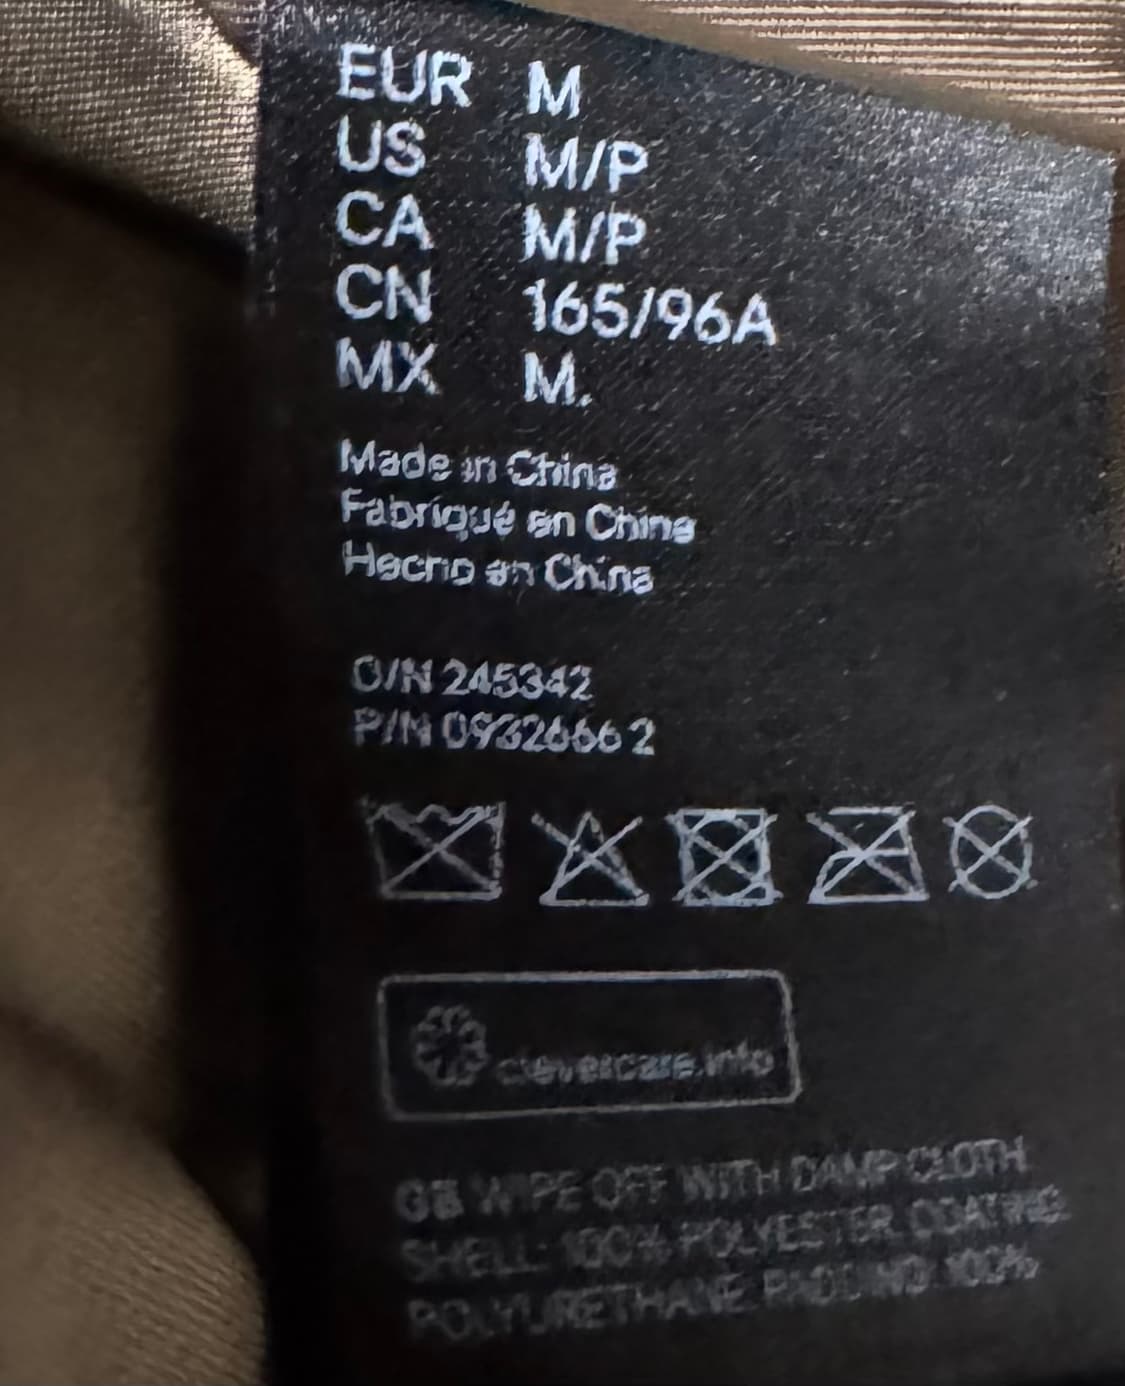 EUR M
US M/P
CA M/P
CN 165/96A
MX M.
Made in China
Fabriqué en Chine
Hecho en China
O/N 245342
P/N 0932666 2
clevercare.info
GB WIPE OFF WITH DAMP CLOTH
SHELL: 100% POLYESTER COATING:
POLYURETHANE PADDING 100%